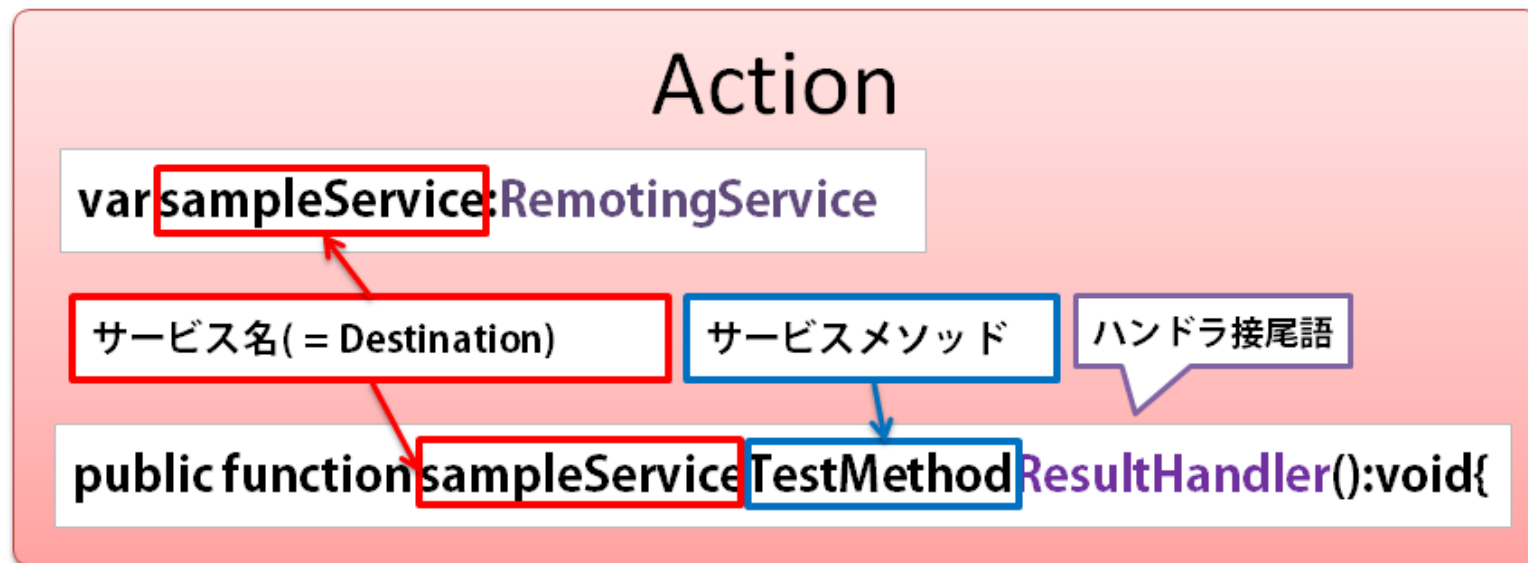 Action
var sampleService:RemotingService
サービス名( = Destination)
サービスメソッド
ハンドラ接尾語
public function sampleServiceTestMethodResultHandler():void{